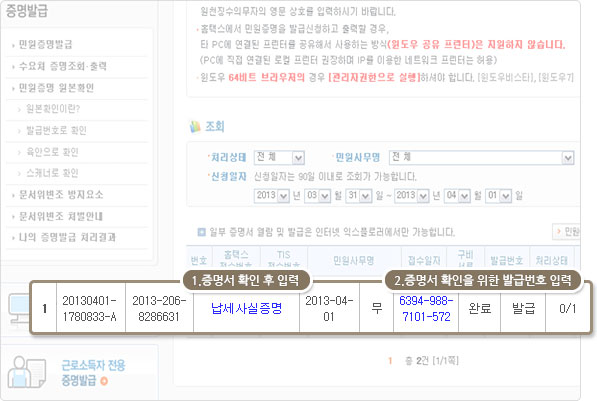 증명발급
민원증명발급
수요처 증명조회·출력
민원증명 원본확인
원본확인이란?
발급번호로 확인
육안으로 확인
스캐너로 확인
문서위변조 방지요소
문서위변조 처벌안내
나의 증명발급 처리결과
원천징수의무자의 영문 상호를 입력하시기 바랍니다.
홈택스에서 민원증명을 발급신청하고 출력할 경우,
타 PC에 연결된 프린터를 공유해서 사용하는 방식(윈도우 공유 프린터)은 지원하지 않습니다.
(PC에 직접 연결된 로컬 프린터 권장하며 IP를 이용한 네트워크 프린터는 허용)
윈도우 64비트 브라우저의 경우 [관리자권한으로 실행]하셔야 합니다. [윈도우비스타], [윈도우7]
조회
처리상태 전 체 민원사무명 전 체
신청일자 신청일자는 90일 이내로 조회가 가능합니다.
2013 년 03 월 31 일 ~ 2013 년 04 월 01 일
일부 증명서 열람 및 발급은 인터넷 익스플로러에서만 가능합니다.
민원
번호 홈택스 접수번호 TIS 접수번호 민원사무명 접수일자 구비서류 발급번호 처리상태
1.증명서 확인 후 입력 2.증명서 확인을 위한 발급번호 입력
1 20130401-1780833-A 2013-206-8286631 납세사실증명 2013-04-01 무 6394-988-7101-572 완료 발급 0/1
1 총 2건 [1/1쪽]
근로소득자 전용
증명발급